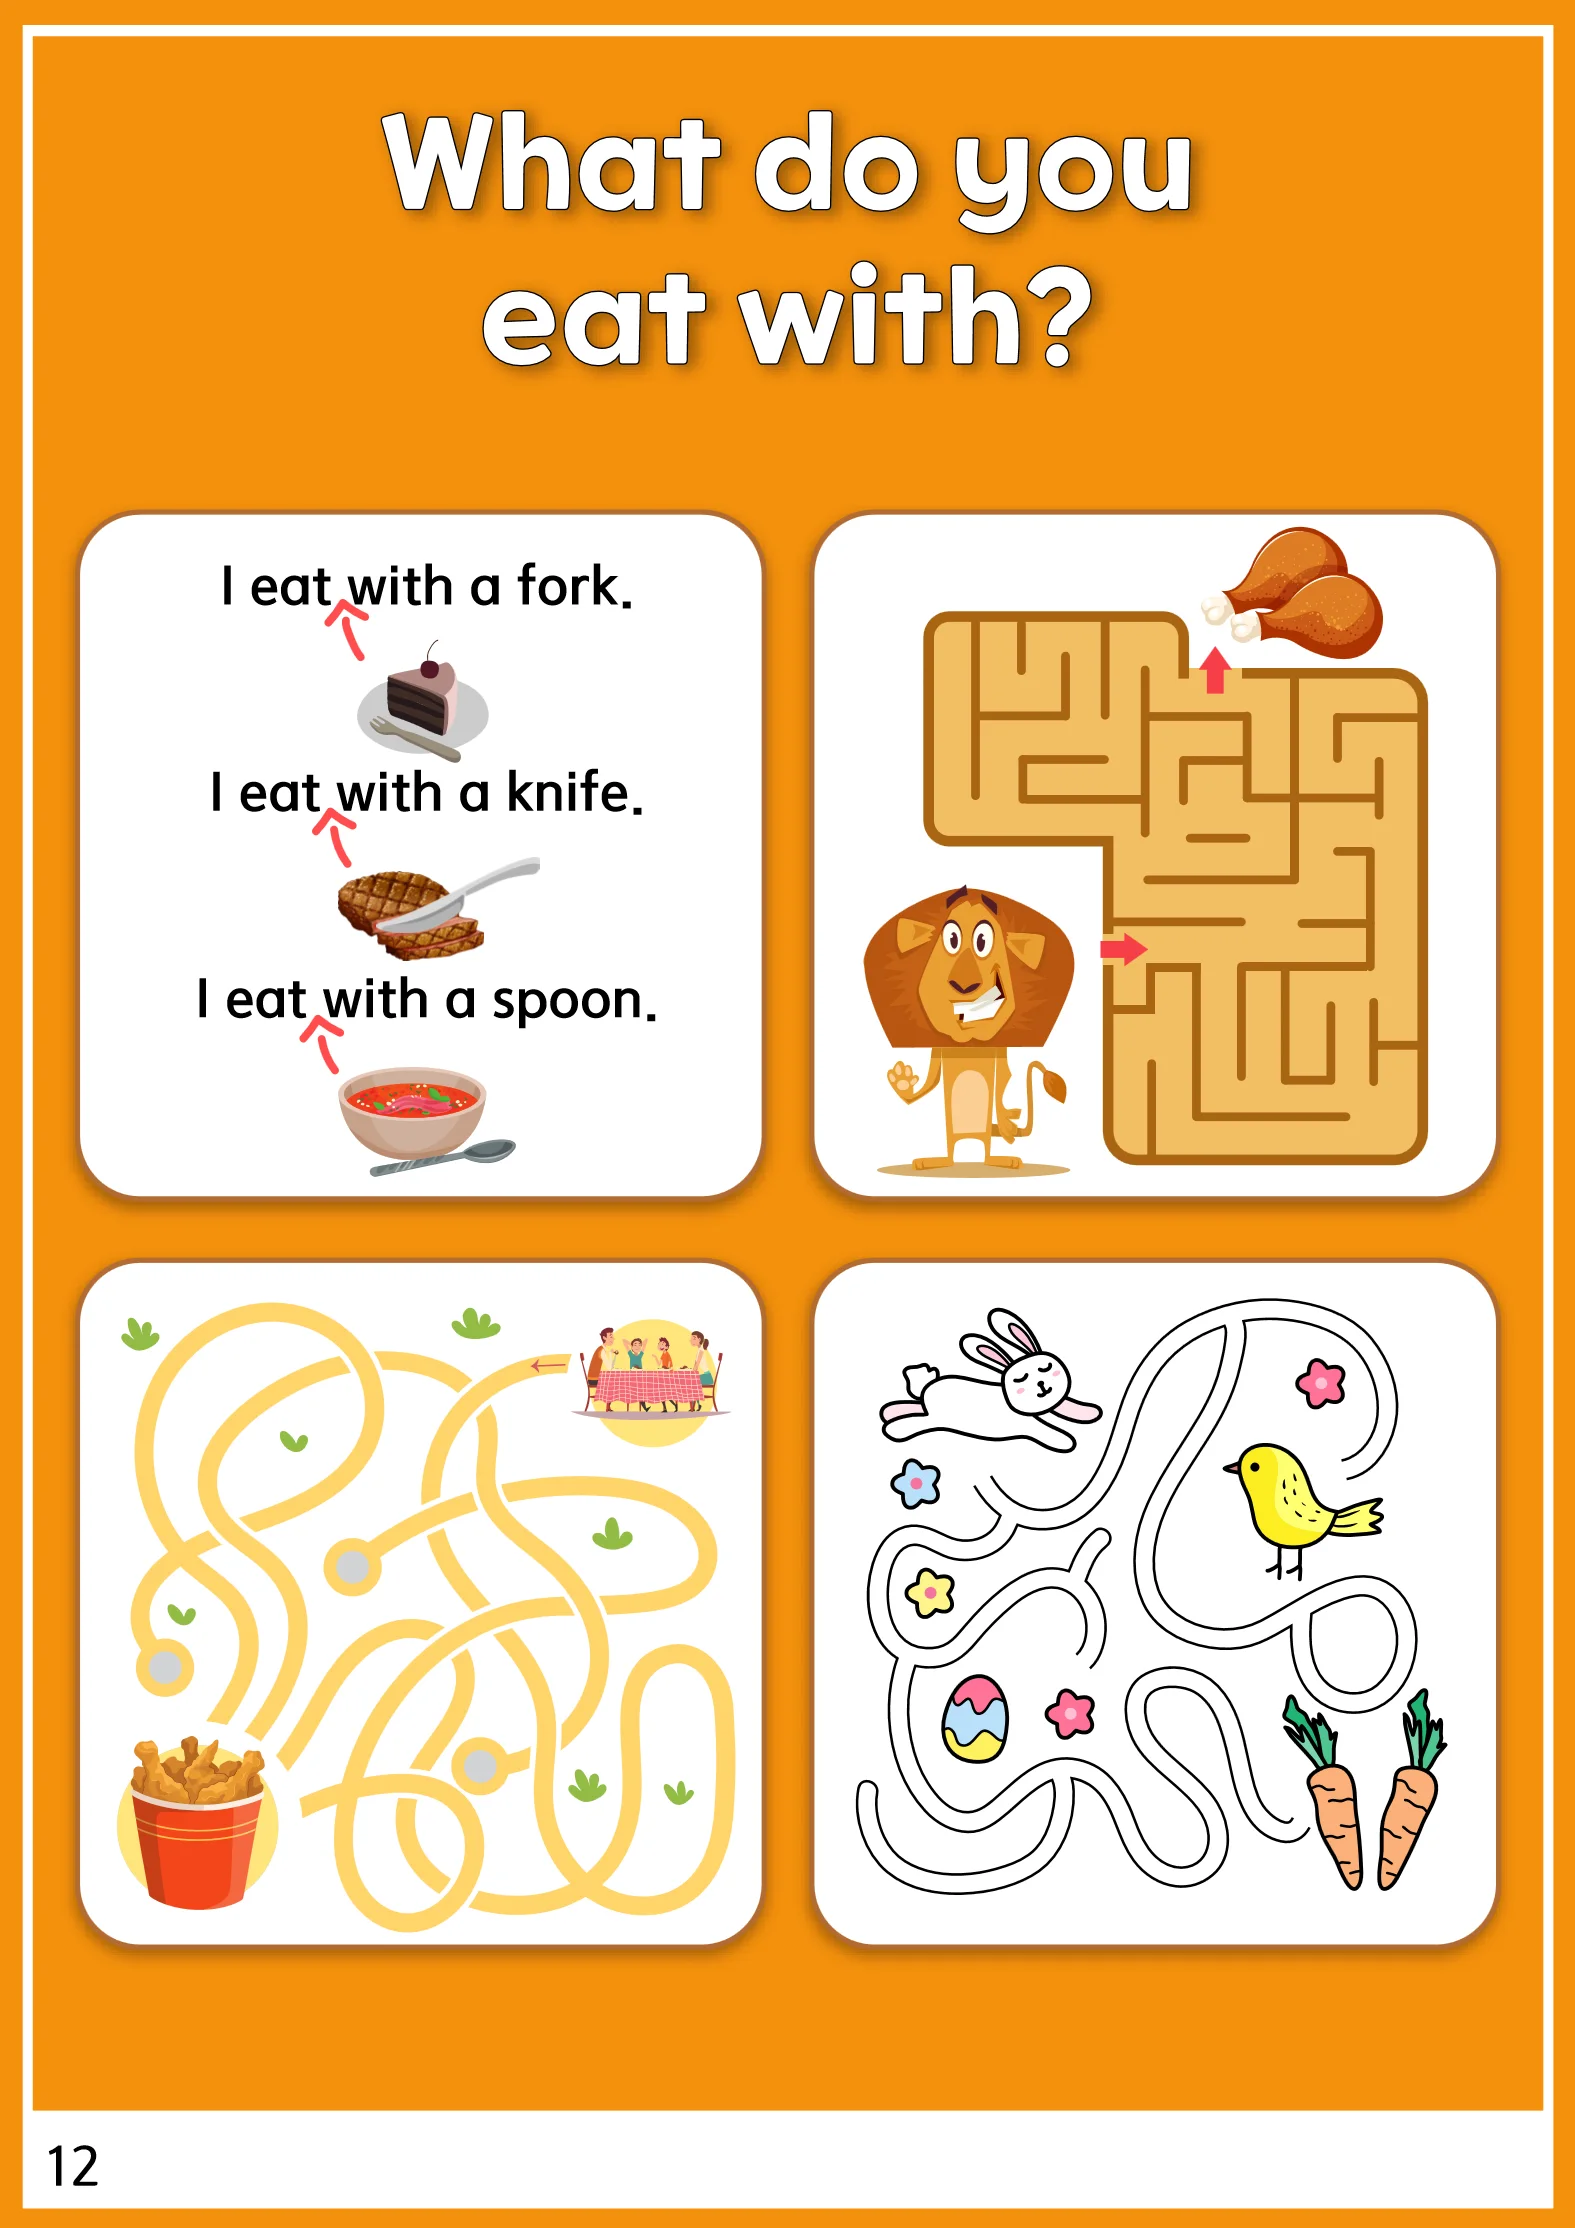 What do you
eat with?
I eat with a fork.
I eat with a knife.
I eat with a spoon.
12